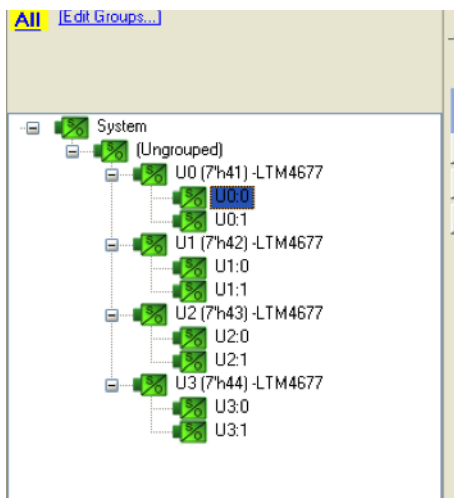 All [Edit Groups...]
System
(Ungrouped)
U0 (7'h41) -LTM4677
U0:0
U0:1
U1 (7'h42) -LTM4677
U1:0
U1:1
U2 (7'h43) -LTM4677
U2:0
U2:1
U3 (7'h44) -LTM4677
U3:0
U3:1